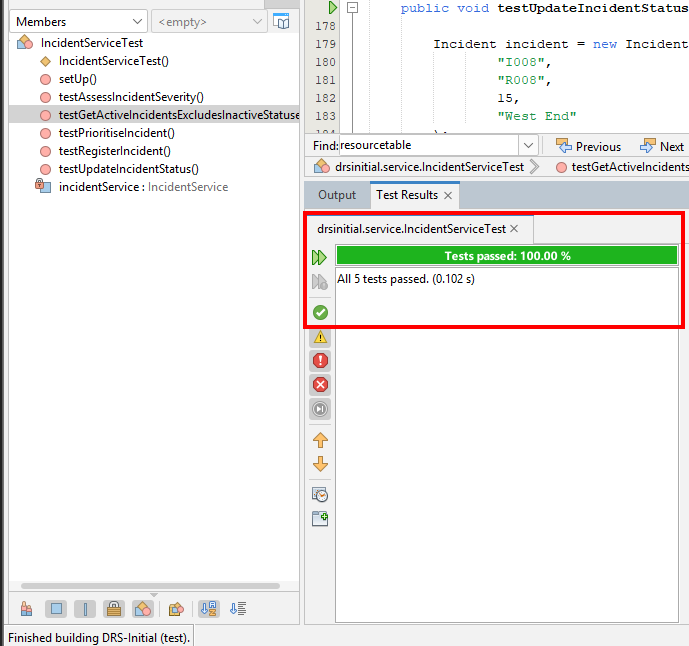 Members
<empty>
IncidentServiceTest
IncidentServiceTest()
setUp()
testAssessIncidentSeverity()
testGetActiveIncidentsExcludesInactiveStatuse
testPrioritiseIncident()
testRegisterIncident()
testUpdateIncidentStatus()
incidentService : IncidentService
public void testUpdateIncidentStatus
178
179 Incident incident = new Incident
180 "I008",
181 "R008",
182 15,
183 "West End"
184 );
Find: resourcetable
Previous
Next
drsinitial.service.IncidentServiceTest
testGetActiveIncidents
Output
Test Results
drsinitial.service.IncidentServiceTest
Tests passed: 100.00 %
All 5 tests passed. (0.102 s)
Finished building DRS-Initial (test).